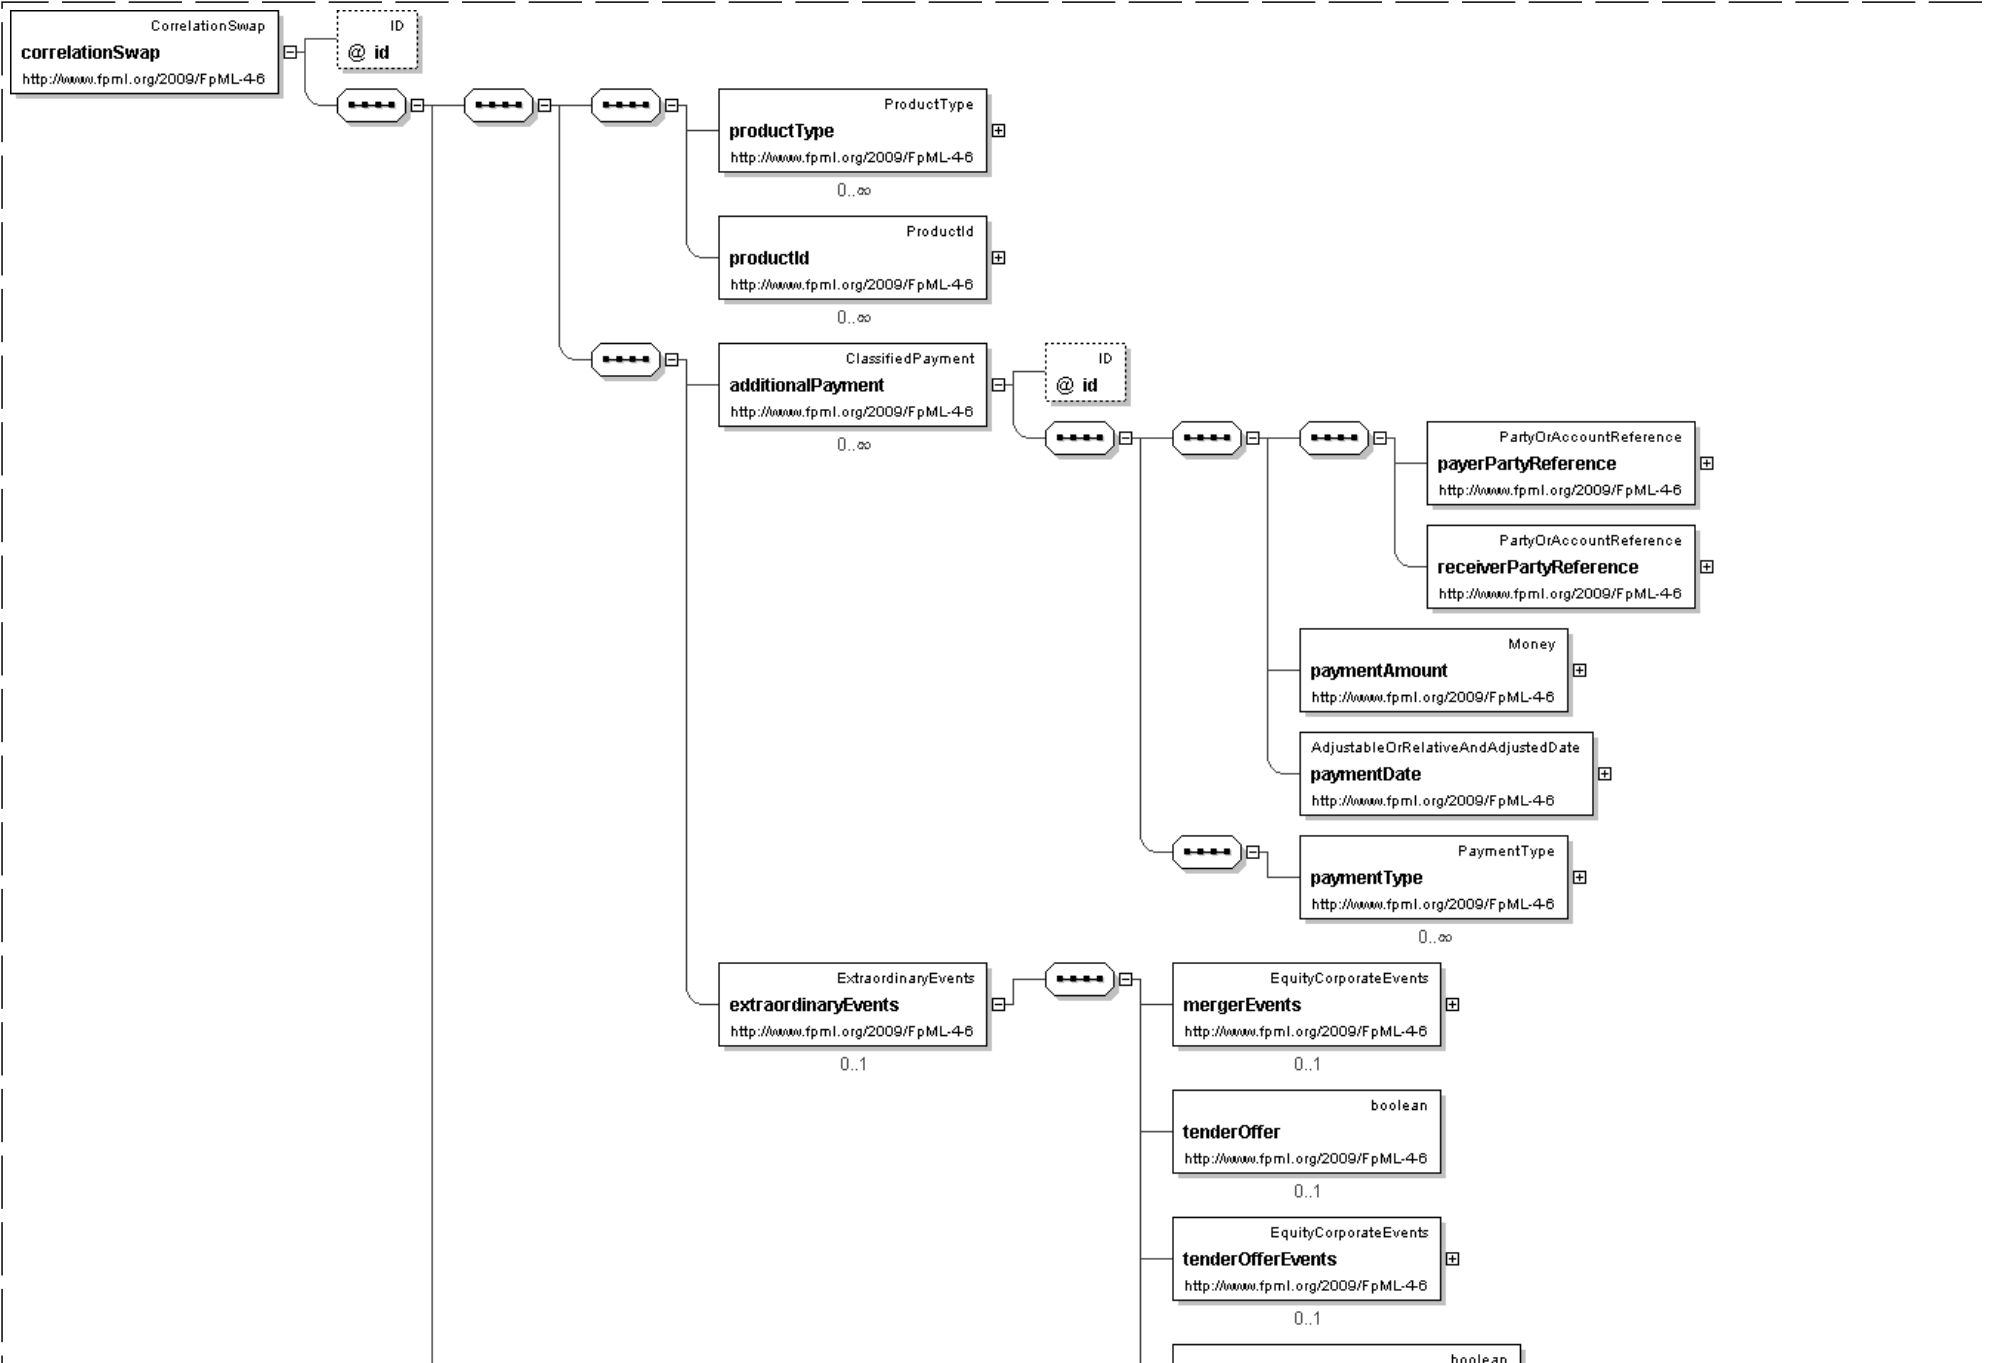 CorrelationSwap
correlationSwap
http://www.fpml.org/2009/FpML-4-6
ID
@ id
ProductType
productType
http://www.fpml.org/2009/FpML-4-6
0..∞
ProductId
productId
http://www.fpml.org/2009/FpML-4-6
0..∞
ClassifiedPayment
additionalPayment
http://www.fpml.org/2009/FpML-4-6
0..∞
ID
@ id
PartyOrAccountReference
payerPartyReference
http://www.fpml.org/2009/FpML-4-6
PartyOrAccountReference
receiverPartyReference
http://www.fpml.org/2009/FpML-4-6
Money
paymentAmount
http://www.fpml.org/2009/FpML-4-6
AdjustableOrRelativeAndAdjustedDate
paymentDate
http://www.fpml.org/2009/FpML-4-6
PaymentType
paymentType
http://www.fpml.org/2009/FpML-4-6
0..∞
ExtraordinaryEvents
extraordinaryEvents
http://www.fpml.org/2009/FpML-4-6
0..1
EquityCorporateEvents
mergerEvents
http://www.fpml.org/2009/FpML-4-6
0..1
boolean
tenderOffer
http://www.fpml.org/2009/FpML-4-6
0..1
EquityCorporateEvents
tenderOfferEvents
http://www.fpml.org/2009/FpML-4-6
0..1
boolean